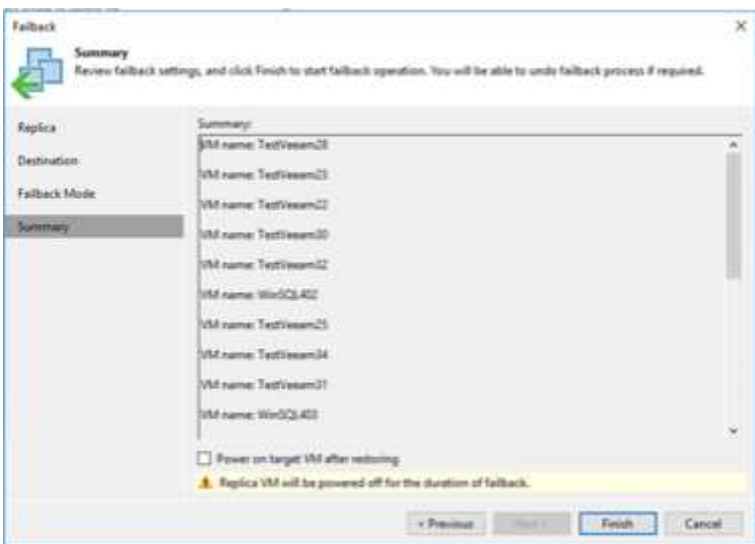 Failback
Summary
Review failback settings, and click Finish to start failback operation. You will be able to undo failback process if required.
Replica
Destination
Failback Mode
Summary
Summary:
VM name: TestVeeam28
VM name: TestVeeam23
VM name: TestVeeam22
VM name: TestVeeam30
VM name: TestVeeam32
VM name: WinSQL402
VM name: TestVeeam25
VM name: TestVeeam34
VM name: TestVeeam31
VM name: WinSQL403
Power on target VM after restoring
Replica VM will be powered off for the duration of failback.
< Previous
Next >
Finish
Cancel